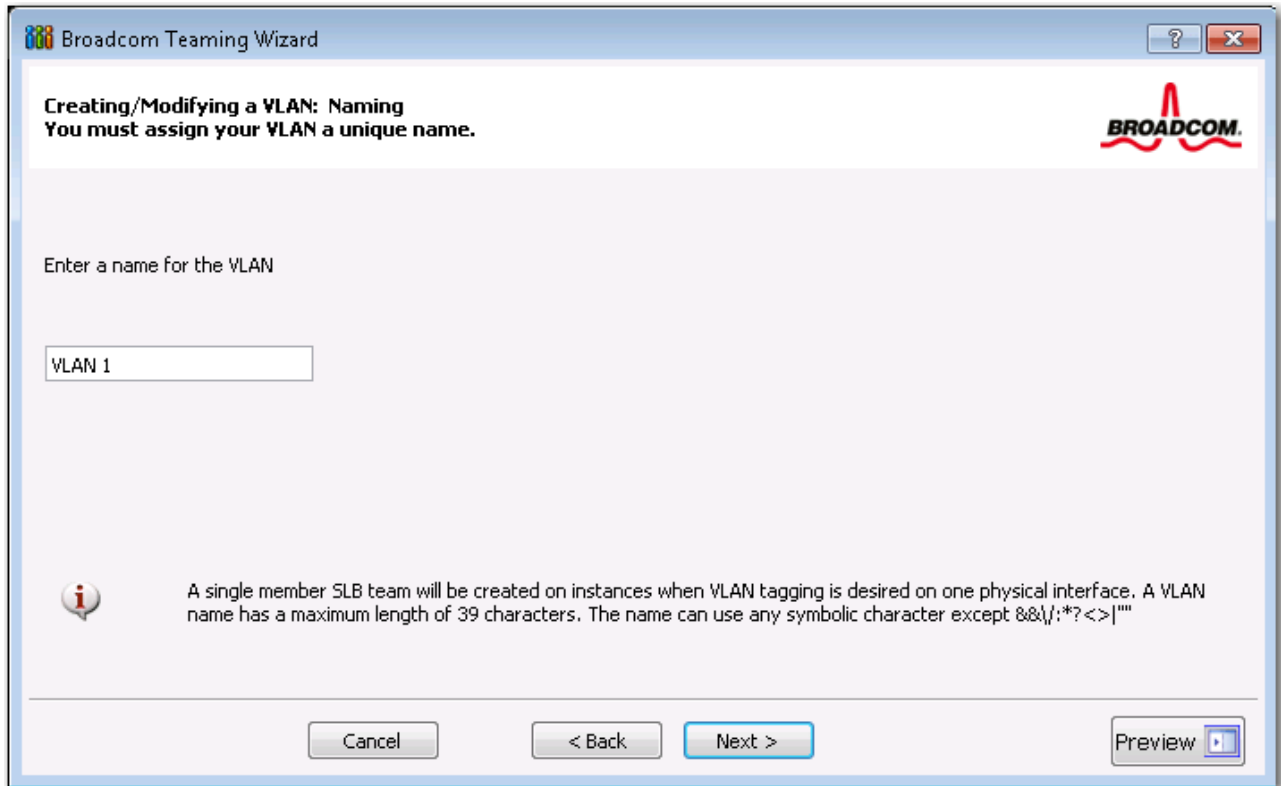 Broadcom Teaming Wizard
?
Creating/Modifying a VLAN: Naming
You must assign your VLAN a unique name.
BROADCOM.
Enter a name for the VLAN
VLAN 1
A single member SLB team will be created on instances when VLAN tagging is desired on one physical interface. A VLAN
name has a maximum length of 39 characters. The name can use any symbolic character except &&\/:*?<>|""
Cancel
< Back
Next >
Preview